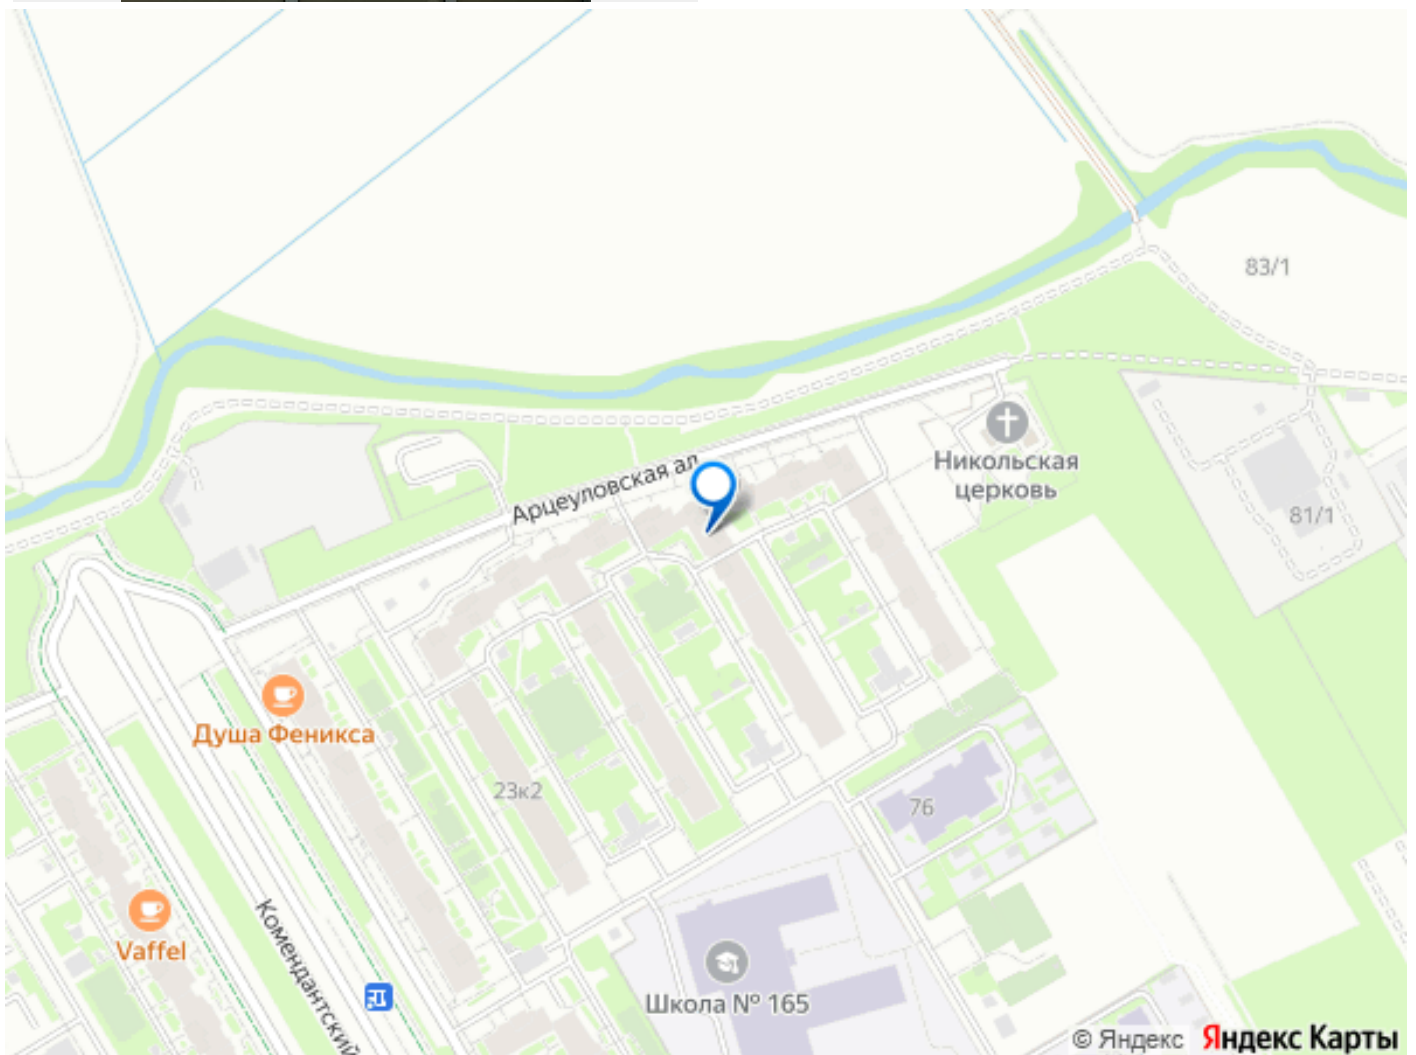 83/1
Арцеуловская ал.
Никольская
церковь
81/1
Душа Феникса
23к2
76
Vaffel
Комендантский
Школа № 165
© Яндекс Яндекс Карты